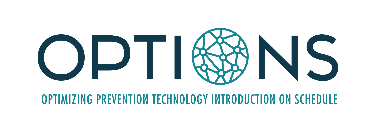 OPTIONS
OPTIMIZING PREVENTION TECHNOLOGY INTRODUCTION ON SCHEDULE